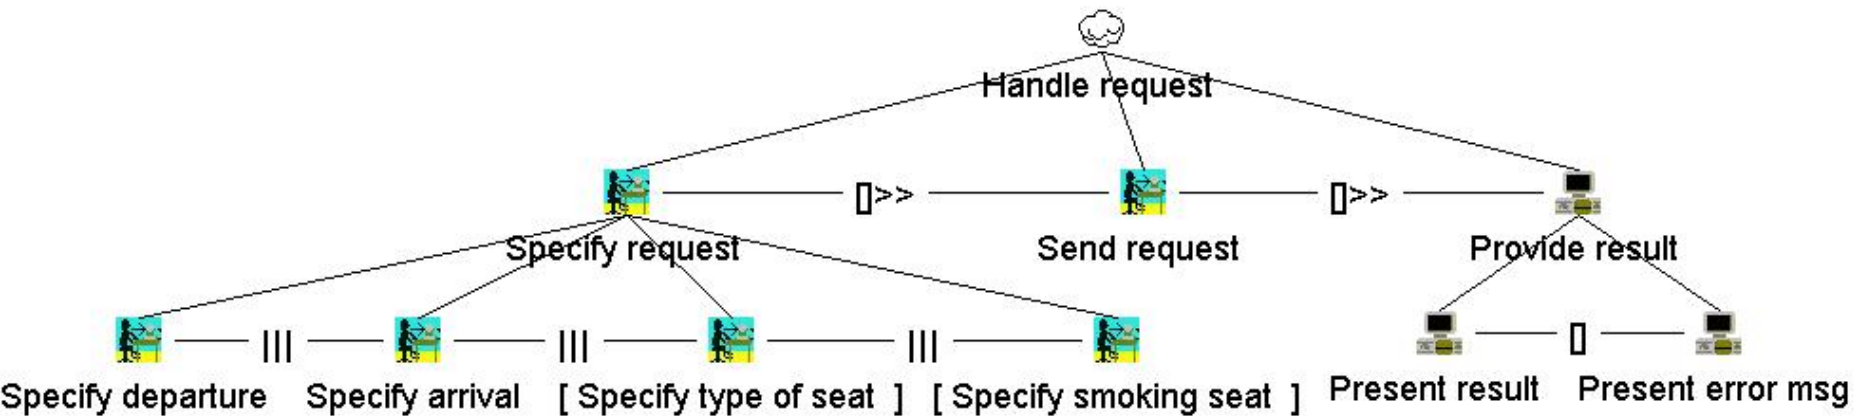 Handle request
[]>> []>>
Specify request Send request Provide result
||| ||| ||| []
Specify departure Specify arrival [ Specify type of seat ] [ Specify smoking seat ] Present result Present error msg